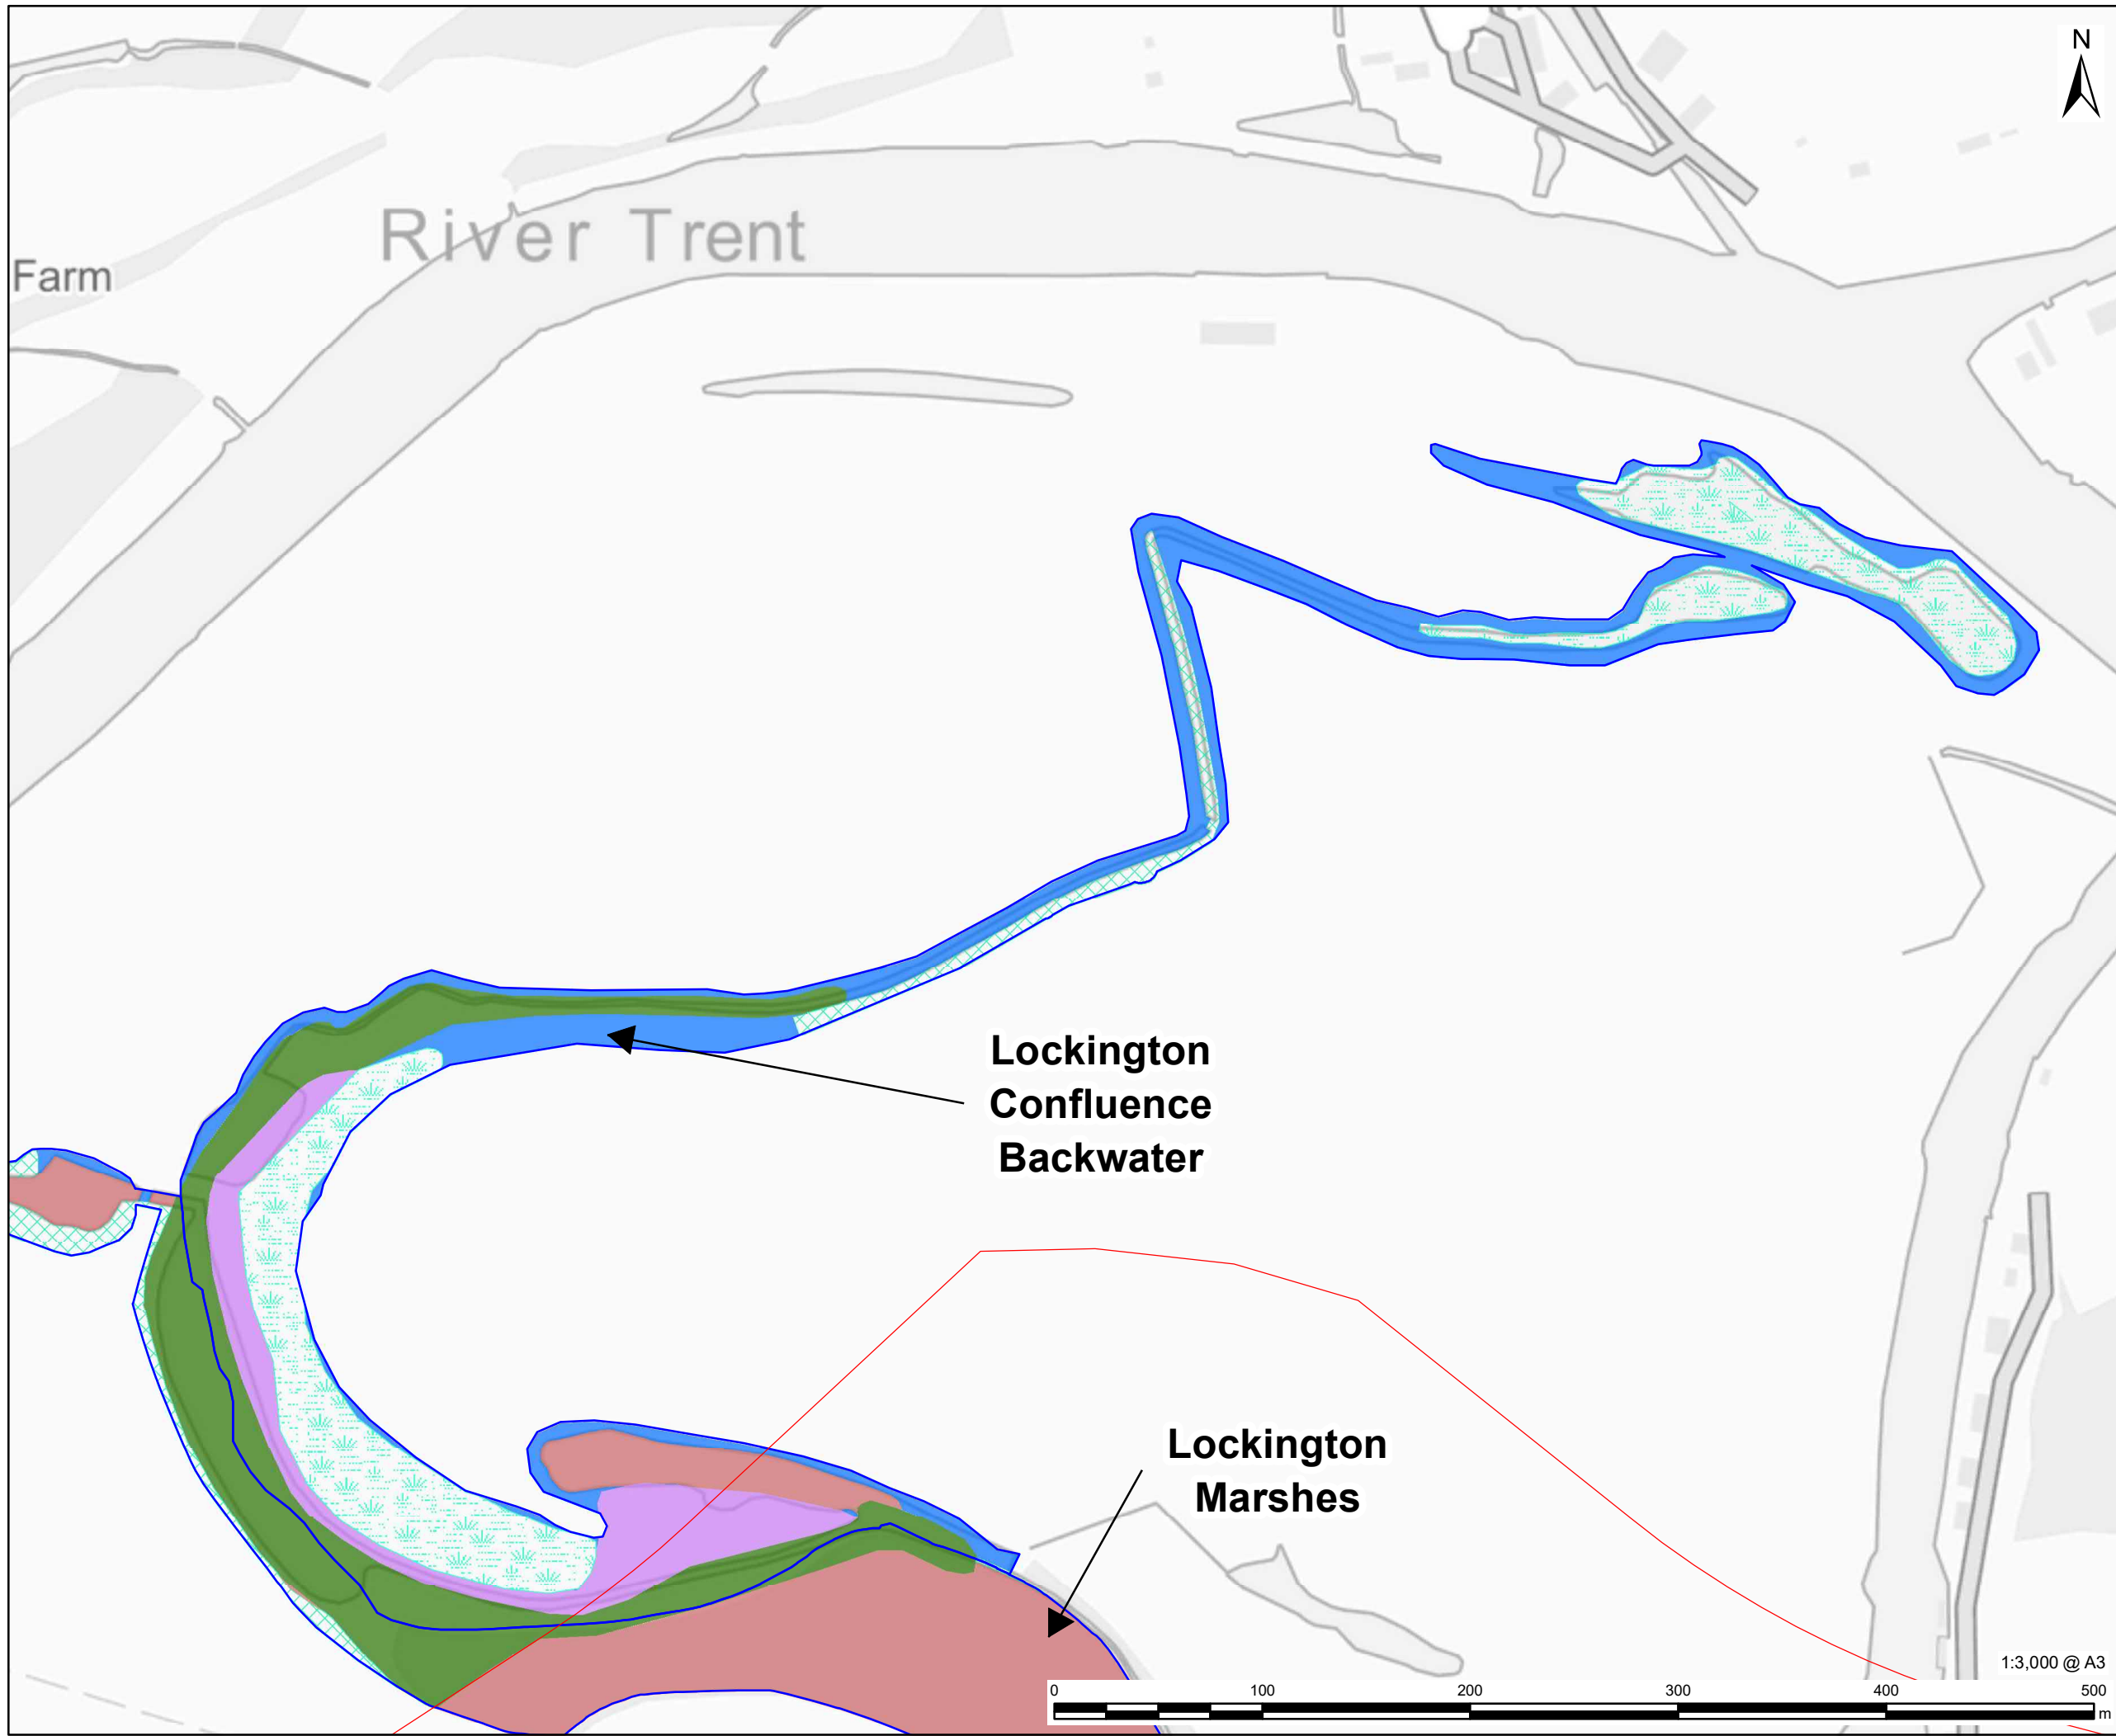 N
River Trent
Farm
Lockington
Confluence
Backwater
Lockington
Marshes
1:3,000 @ A3
0 100 200 300 400 500
m